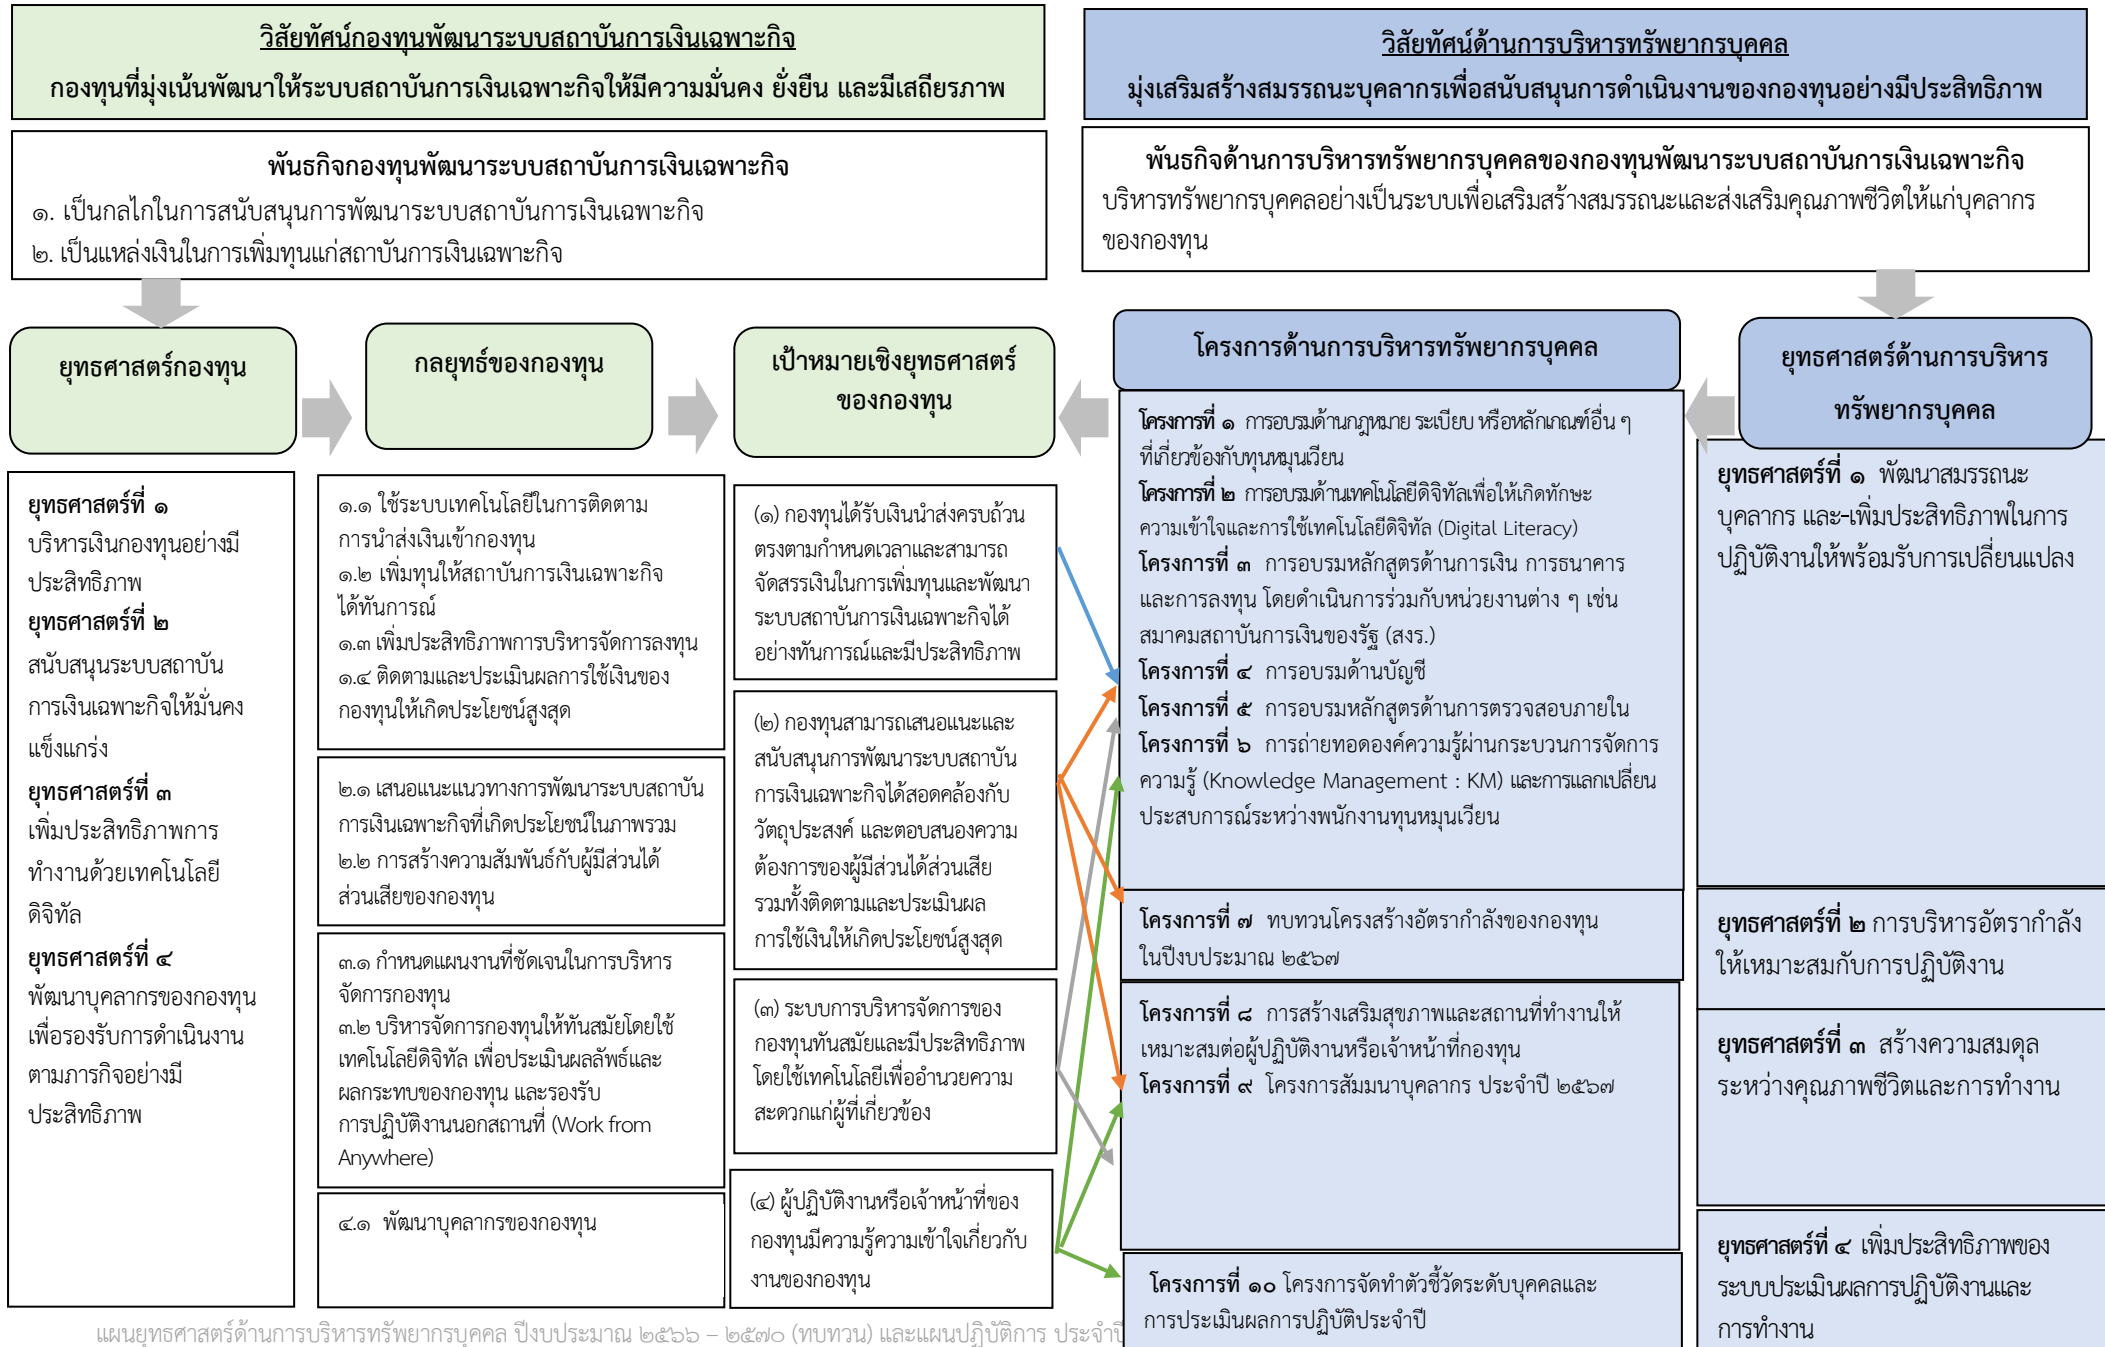 วิสัยทัศน์กองทุนพัฒนาระบบสถาบันการเงินเฉพาะกิจ
กองทุนที่มุ่งเน้นพัฒนาให้ระบบสถาบันการเงินเฉพาะกิจให้มีความมั่นคง ยั่งยืน และมีเสถียรภาพ
วิสัยทัศน์ด้านการบริหารทรัพยากรบุคคล
มุ่งเสริมสร้างสมรรถนะบุคลากรเพื่อสนับสนุนการดำเนินงานของกองทุนอย่างมีประสิทธิภาพ
พันธกิจกองทุนพัฒนาระบบสถาบันการเงินเฉพาะกิจ
๑. เป็นกลไกในการสนับสนุนการพัฒนาระบบสถาบันการเงินเฉพาะกิจ
๒. เป็นแหล่งเงินในการเพิ่มทุนแก่สถาบันการเงินเฉพาะกิจ
พันธกิจด้านการบริหารทรัพยากรบุคคลของกองทุนพัฒนาระบบสถาบันการเงินเฉพาะกิจ
บริหารทรัพยากรบุคคลอย่างเป็นระบบเพื่อเสริมสร้างสมรรถนะและส่งเสริมคุณภาพชีวิตให้แก่บุคลากร
ของกองทุน
ยุทธศาสตร์กองทุน
กลยุทธ์ของกองทุน
เป้าหมายเชิงยุทธศาสตร์
ของกองทุน
โครงการด้านการบริหารทรัพยากรบุคคล
ยุทธศาสตร์ด้านการบริหาร
ทรัพยากรบุคคล
ยุทธศาสตร์ที่ ๑
บริหารเงินกองทุนอย่างมี
ประสิทธิภาพ
ยุทธศาสตร์ที่ ๒
สนับสนุนระบบสถาบัน
การเงินเฉพาะกิจให้มั่นคง
แข็งแกร่ง
ยุทธศาสตร์ที่ ๓
เพิ่มประสิทธิภาพการ
ทำงานด้วยเทคโนโลยี
ดิจิทัล
ยุทธศาสตร์ที่ ๔
พัฒนาบุคลากรของกองทุน
เพื่อรองรับการดำเนินงาน
ตามภารกิจอย่างมี
ประสิทธิภาพ
๑.๑ ใช้ระบบเทคโนโลยีในการติดตาม
การนำส่งเงินเข้ากองทุน
๑.๒ เพิ่มทุนให้สถาบันการเงินเฉพาะกิจ
ได้ทันการณ์
๑.๓ เพิ่มประสิทธิภาพการบริหารจัดการลงทุน
๑.๔ ติดตามและประเมินผลการใช้เงินของ
กองทุนให้เกิดประโยชน์สูงสุด
๒.๑ เสนอแนะแนวทางการพัฒนาระบบสถาบัน
การเงินเฉพาะกิจที่เกิดประโยชน์ในภาพรวม
๒.๒ การสร้างความสัมพันธ์กับผู้มีส่วนได้
ส่วนเสียของกองทุน
๓.๑ กำหนดแผนงานที่ชัดเจนในการบริหาร
จัดการกองทุน
๓.๒ บริหารจัดการกองทุนให้ทันสมัยโดยใช้
เทคโนโลยีดิจิทัล เพื่อประเมินผลลัพธ์และ
ผลกระทบของกองทุน และรองรับ
การปฏิบัติงานนอกสถานที่ (Work from
Anywhere)
๔.๑ พัฒนาบุคลากรของกองทุน
(๑) กองทุนได้รับเงินนำส่งครบถ้วน
ตรงตามกำหนดเวลาและสามารถ
จัดสรรเงินในการเพิ่มทุนและพัฒนา
ระบบสถาบันการเงินเฉพาะกิจได้
อย่างทันการณ์และมีประสิทธิภาพ
(๒) กองทุนสามารถเสนอแนะและ
สนับสนุนการพัฒนาระบบสถาบัน
การเงินเฉพาะกิจได้สอดคล้องกับ
วัตถุประสงค์ และตอบสนองความ
ต้องการของผู้มีส่วนได้ส่วนเสีย
รวมทั้งติดตามและประเมินผล
การใช้เงินให้เกิดประโยชน์สูงสุด
(๓) ระบบการบริหารจัดการของ
กองทุนทันสมัยและมีประสิทธิภาพ
โดยใช้เทคโนโลยีเพื่ออำนวยความ
สะดวกแก่ผู้ที่เกี่ยวข้อง
(๔) ผู้ปฏิบัติงานหรือเจ้าหน้าที่ของ
กองทุนมีความรู้ความเข้าใจเกี่ยวกับ
งานของกองทุน
โครงการที่ ๑ การอบรมด้านกฎหมาย ระเบียบ หรือหลักเกณฑ์อื่น ๆ
ที่เกี่ยวข้องกับทุนหมุนเวียน
โครงการที่ ๒ การอบรมด้านเทคโนโลยีดิจิทัลเพื่อให้เกิดทักษะ
ความเข้าใจและการใช้เทคโนโลยีดิจิทัล (Digital Literacy)
โครงการที่ ๓ การอบรมหลักสูตรด้านการเงิน การธนาคาร
และการลงทุน โดยดำเนินการร่วมกับหน่วยงานต่าง ๆ เช่น
สมาคมสถาบันการเงินของรัฐ (สงร.)
โครงการที่ ๔ การอบรมด้านบัญชี
โครงการที่ ๕ การอบรมหลักสูตรด้านการตรวจสอบภายใน
โครงการที่ ๖ การถ่ายทอดองค์ความรู้ผ่านกระบวนการจัดการ
ความรู้ (Knowledge Management : KM) และการแลกเปลี่ยน
ประสบการณ์ระหว่างพนักงานทุนหมุนเวียน
โครงการที่ ๗ ทบทวนโครงสร้างอัตรากำลังของกองทุน
ในปีงบประมาณ ๒๕๖๗
โครงการที่ ๘ การสร้างเสริมสุขภาพและสถานที่ทำงานให้
เหมาะสมต่อผู้ปฏิบัติงานหรือเจ้าหน้าที่กองทุน
โครงการที่ ๙ โครงการสัมมนาบุคลากร ประจำปี ๒๕๖๗
โครงการที่ ๑๐ โครงการจัดทำตัวชี้วัดระดับบุคคลและ
การประเมินผลการปฏิบัติประจำปี
ยุทธศาสตร์ที่ ๑ พัฒนาสมรรถนะ
บุคลากร และ-เพิ่มประสิทธิภาพในการ
ปฏิบัติงานให้พร้อมรับการเปลี่ยนแปลง
ยุทธศาสตร์ที่ ๒ การบริหารอัตรากำลัง
ให้เหมาะสมกับการปฏิบัติงาน
ยุทธศาสตร์ที่ ๓ สร้างความสมดุล
ระหว่างคุณภาพชีวิตและการทำงาน
ยุทธศาสตร์ที่ ๔ เพิ่มประสิทธิภาพของ
ระบบประเมินผลการปฏิบัติงานและ
การทำงาน
แผนยุทธศาสตร์ด้านการบริหารทรัพยากรบุคคล ปีงบประมาณ ๒๕๖๖ – ๒๕๗๐ (ทบทวน) และแผนปฏิบัติการ ประจำปี